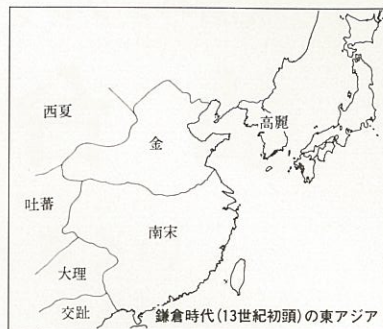 西夏
金
高麗
吐蕃
南宋
大理
交趾
鎌倉時代(13世紀初頭)の東アジア